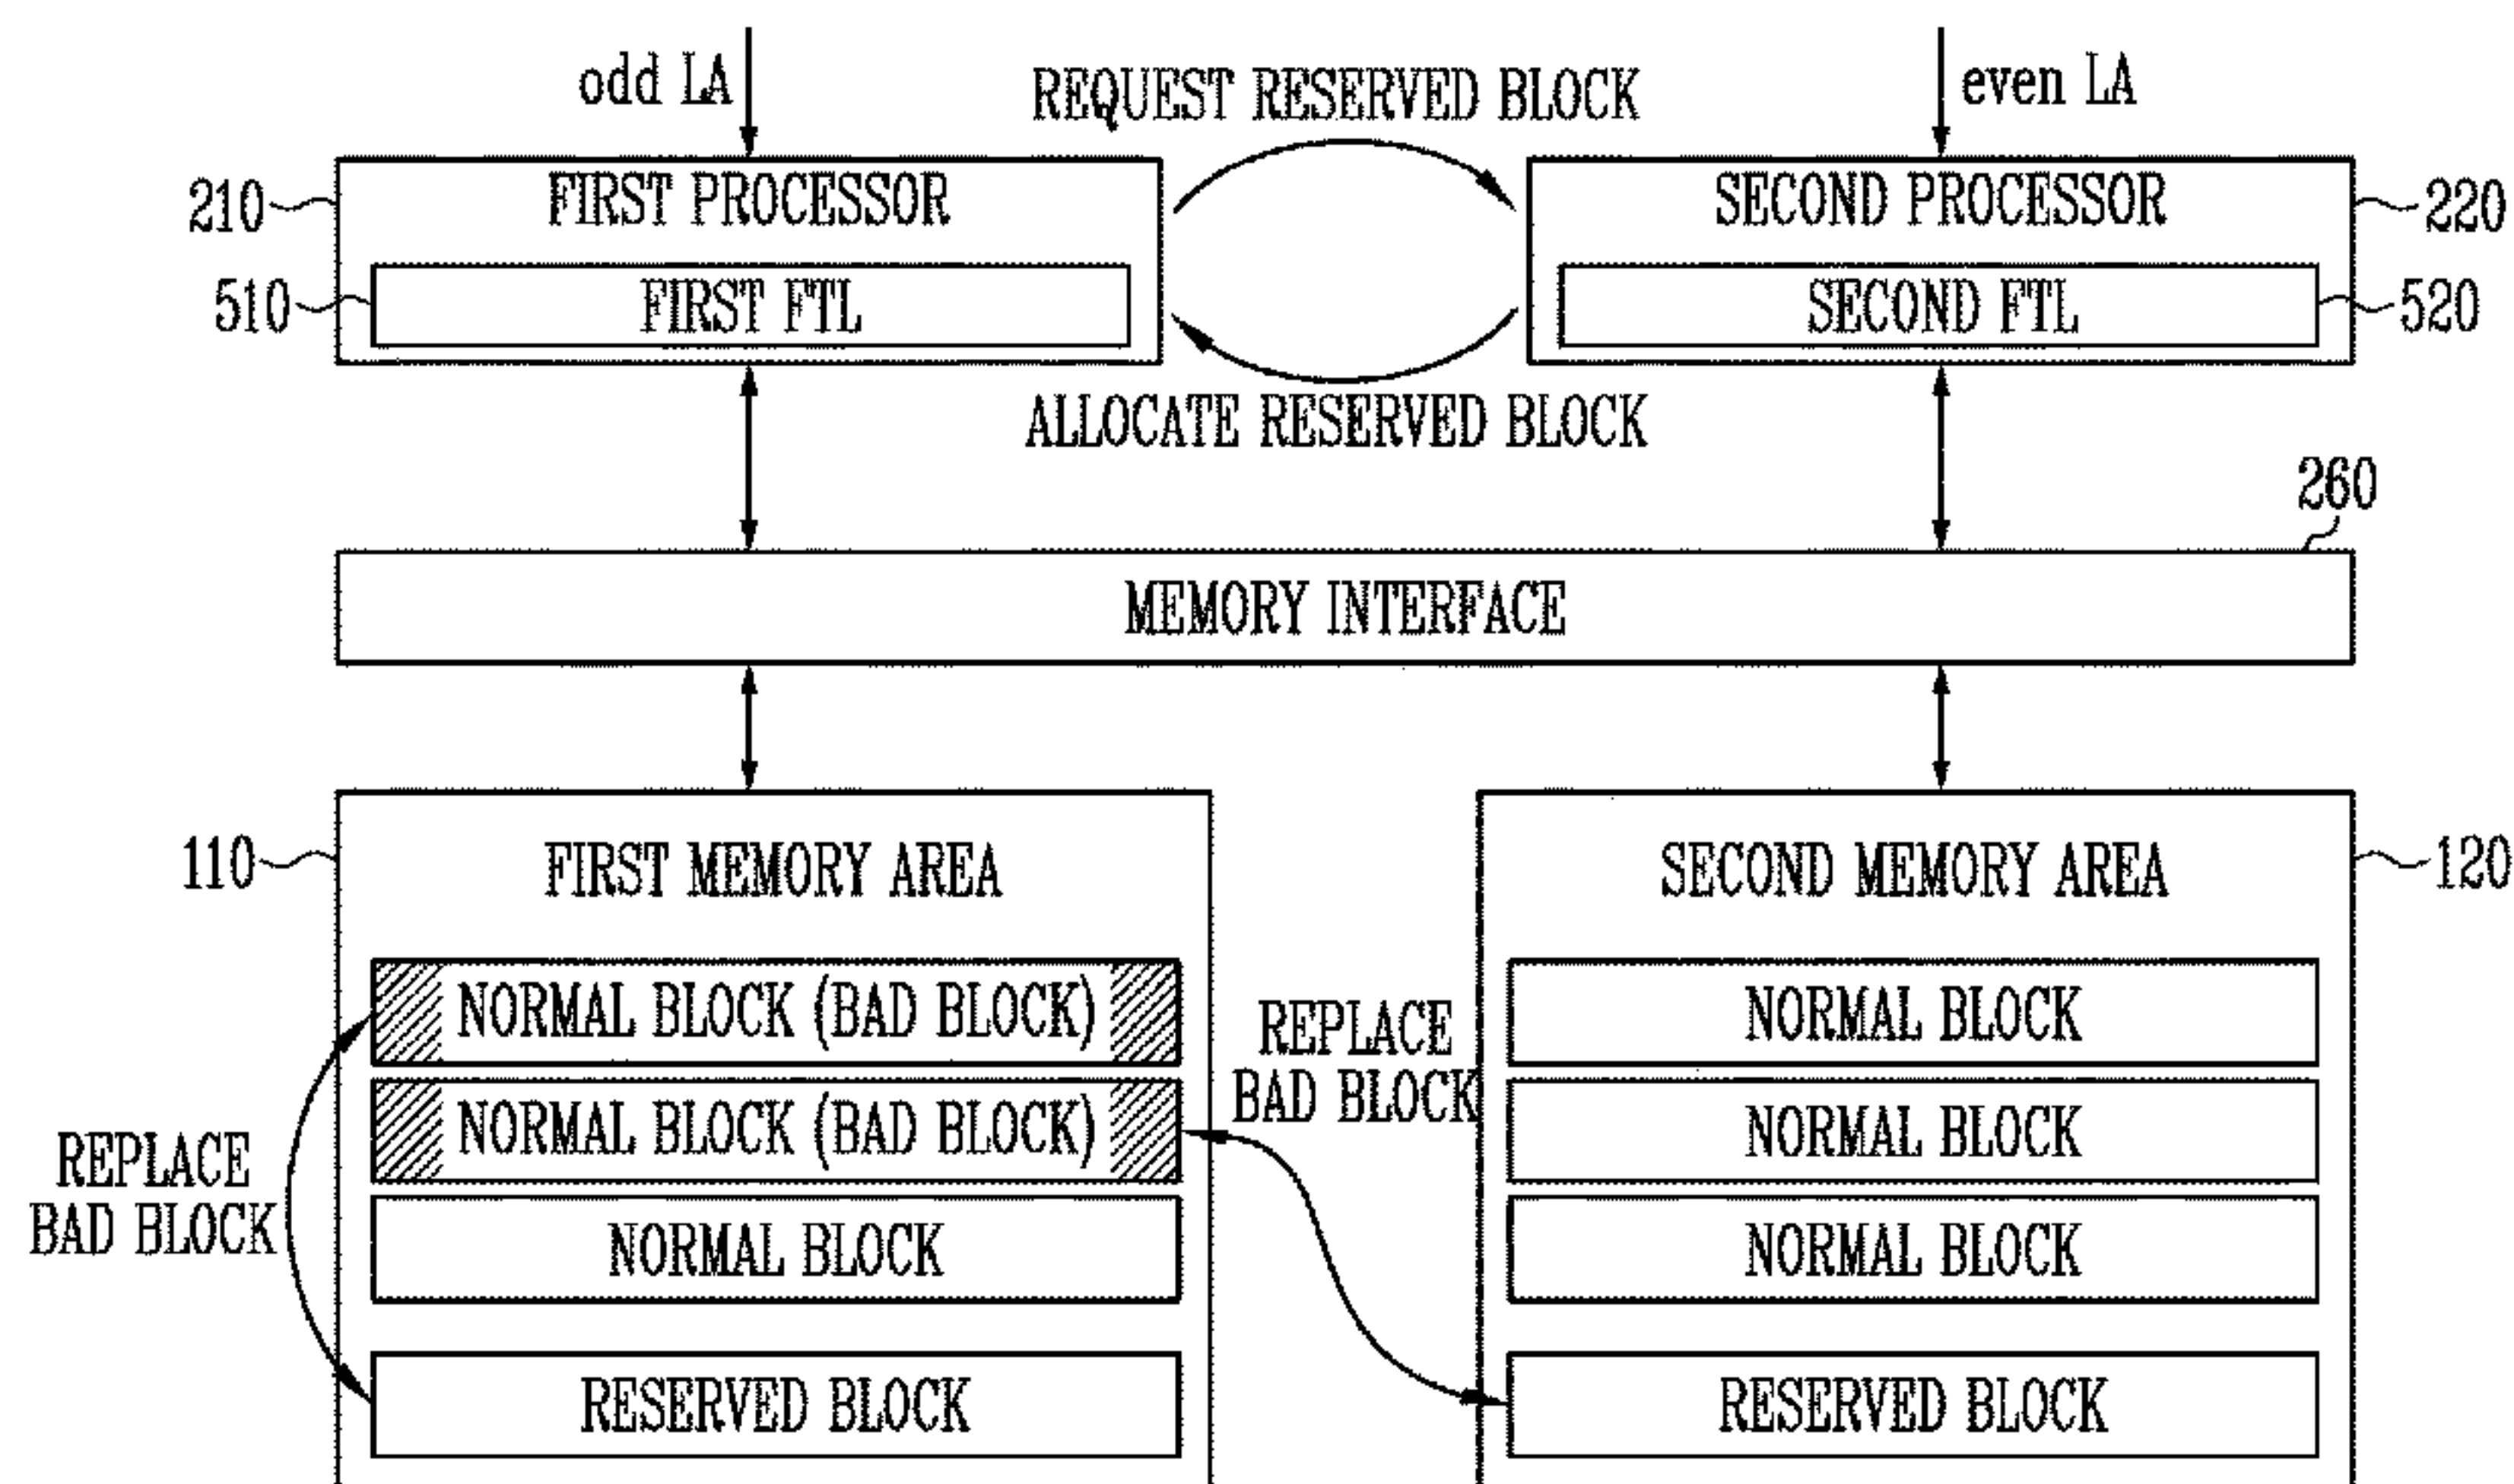 odd LA
REQUEST RESERVED BLOCK
even LA
210
FIRST PROCESSOR
SECOND PROCESSOR
220
510
FIRST FTL
SECOND FTL
520
ALLOCATE RESERVED BLOCK
260
MEMORY INTERFACE
110
FIRST MEMORY AREA
SECOND MEMORY AREA
120
NORMAL BLOCK (BAD BLOCK)
NORMAL BLOCK (BAD BLOCK)
NORMAL BLOCK
RESERVED BLOCK
REPLACE
BAD BLOCK
REPLACE
BAD BLOCK
NORMAL BLOCK
NORMAL BLOCK
NORMAL BLOCK
RESERVED BLOCK